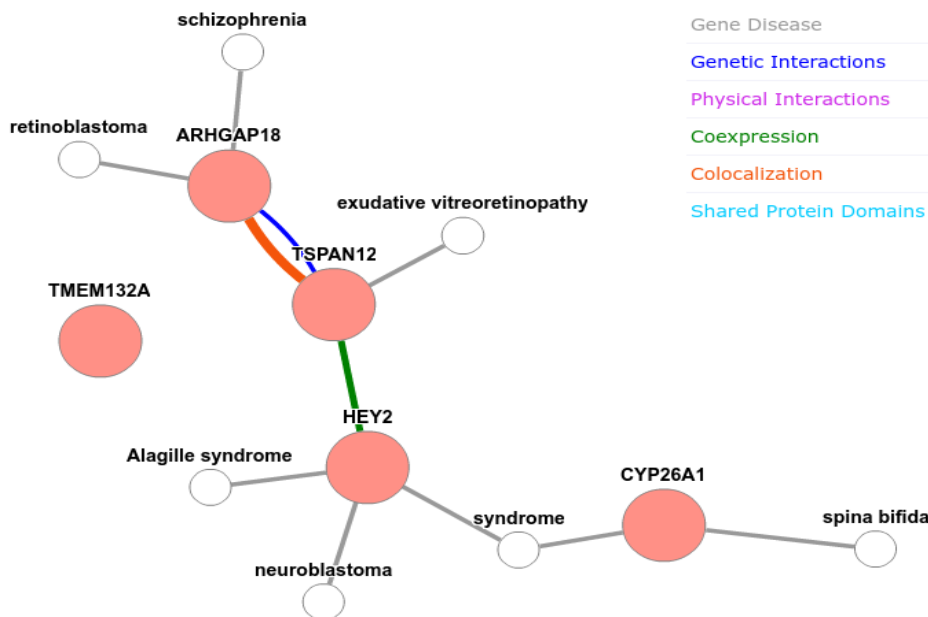 schizophrenia
retinoblastoma
ARHGAP18
exudative vitreoretinopathy
TSPAN12
TMEM132A
HEY2
Alagille syndrome
CYP26A1
syndrome
spina bifida
neuroblastoma
Gene Disease
Genetic Interactions
Physical Interactions
Coexpression
Colocalization
Shared Protein Domains